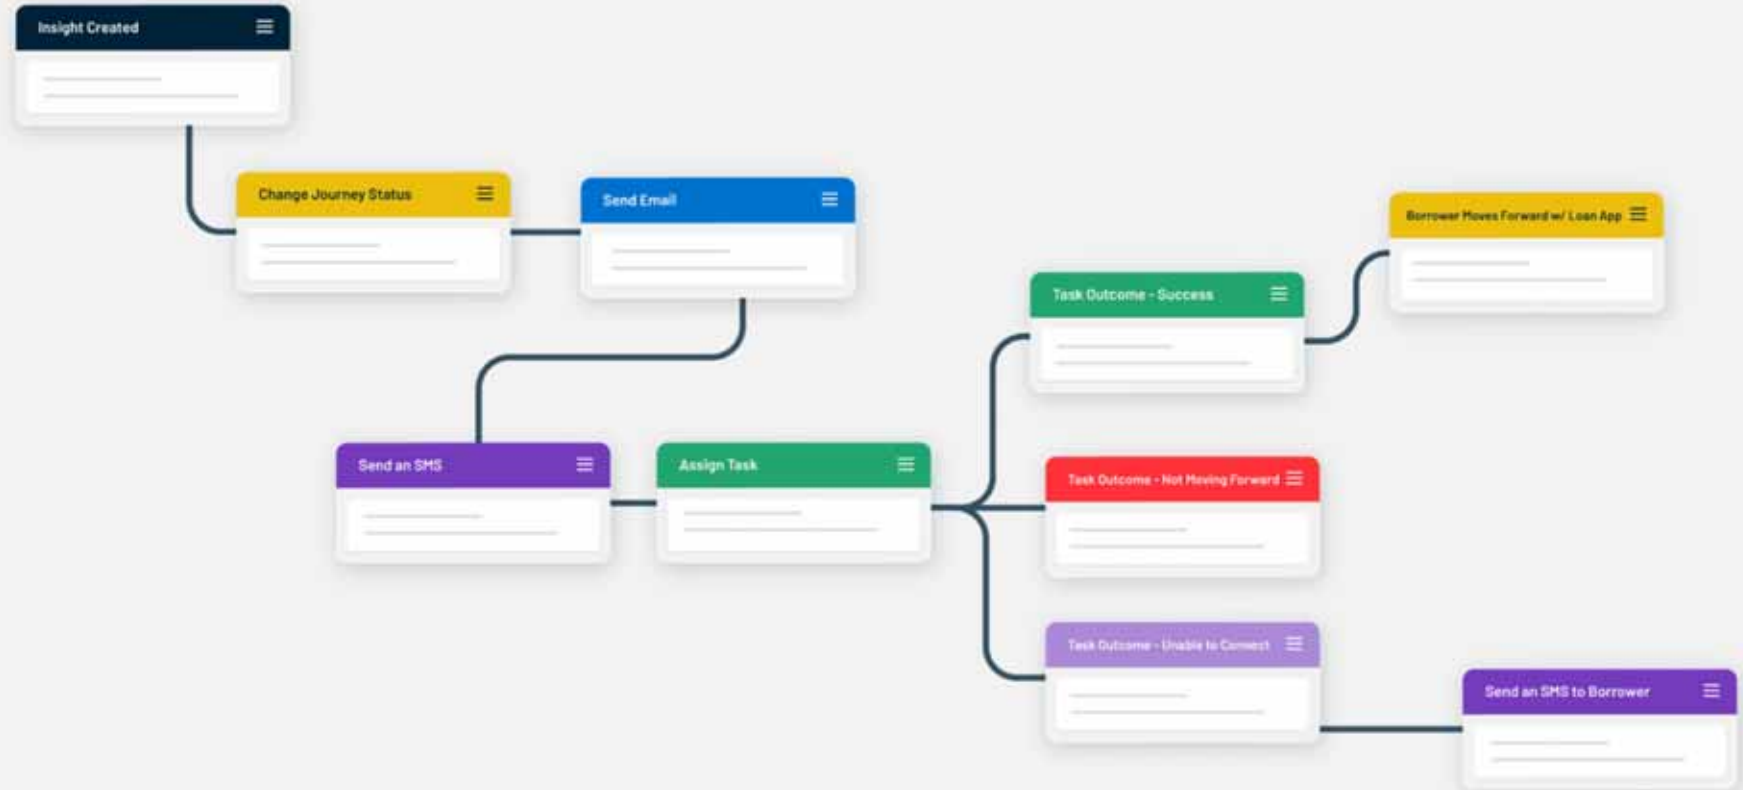 Insight Created
Change Journey Status
Send Email
Borrower Moves Forward w/ Loan App
Task Outcome - Success
Send an SMS
Assign Task
Task Outcome - Not Moving Forward
Task Outcome - Unable to Connect
Send an SMS to Borrower